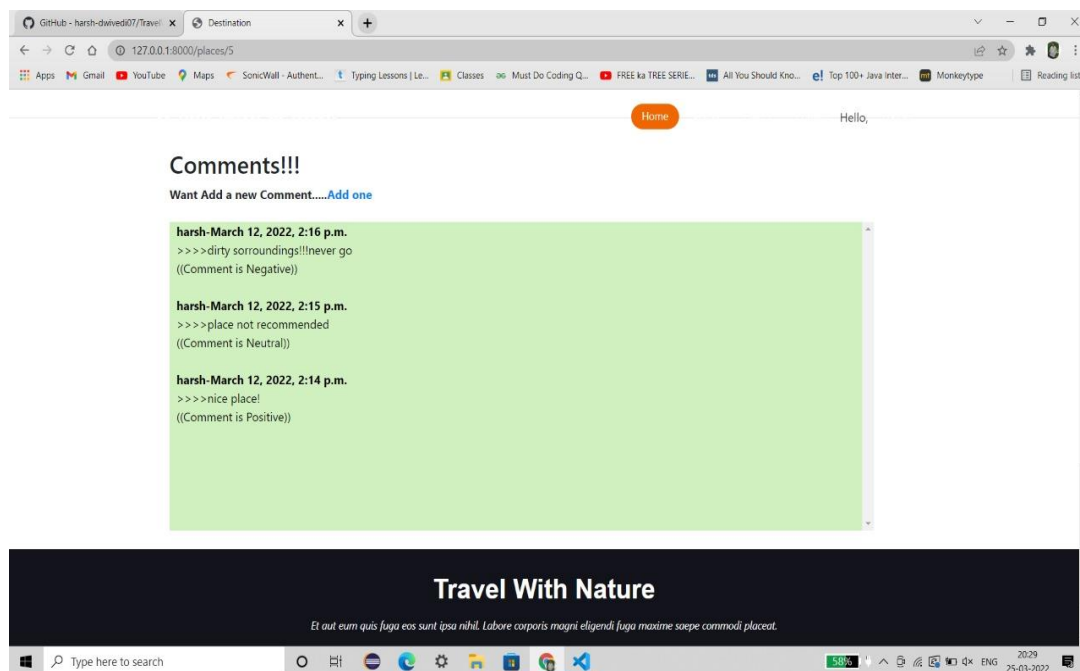 GitHub - harsh-dwivedi07/Travel
Destination
127.0.0.1:8000/places/5
Apps Gmail YouTube Maps SonicWall - Authent... Typing Lessons | Le... Classes Must Do Coding Q... FREE ka TREE SERIE... All You Should Kno... Top 100+ Java Inter... Monkeytype Reading list
Home Hello,
Comments!!!
Want Add a new Comment.....Add one
harsh-March 12, 2022, 2:16 p.m.
>>>>dirty sorroundings!!!never go
((Comment is Negative))
harsh-March 12, 2022, 2:15 p.m.
>>>>place not recommended
((Comment is Neutral))
harsh-March 12, 2022, 2:14 p.m.
>>>>nice place!
((Comment is Positive))
Travel With Nature
Et aut eum quis fuga eos sunt ipsa nihil. Labore corporis magni eligendi fuga maxime saepe commodi placeat.
Type here to search 58% ENG 20:29
25-03-2022